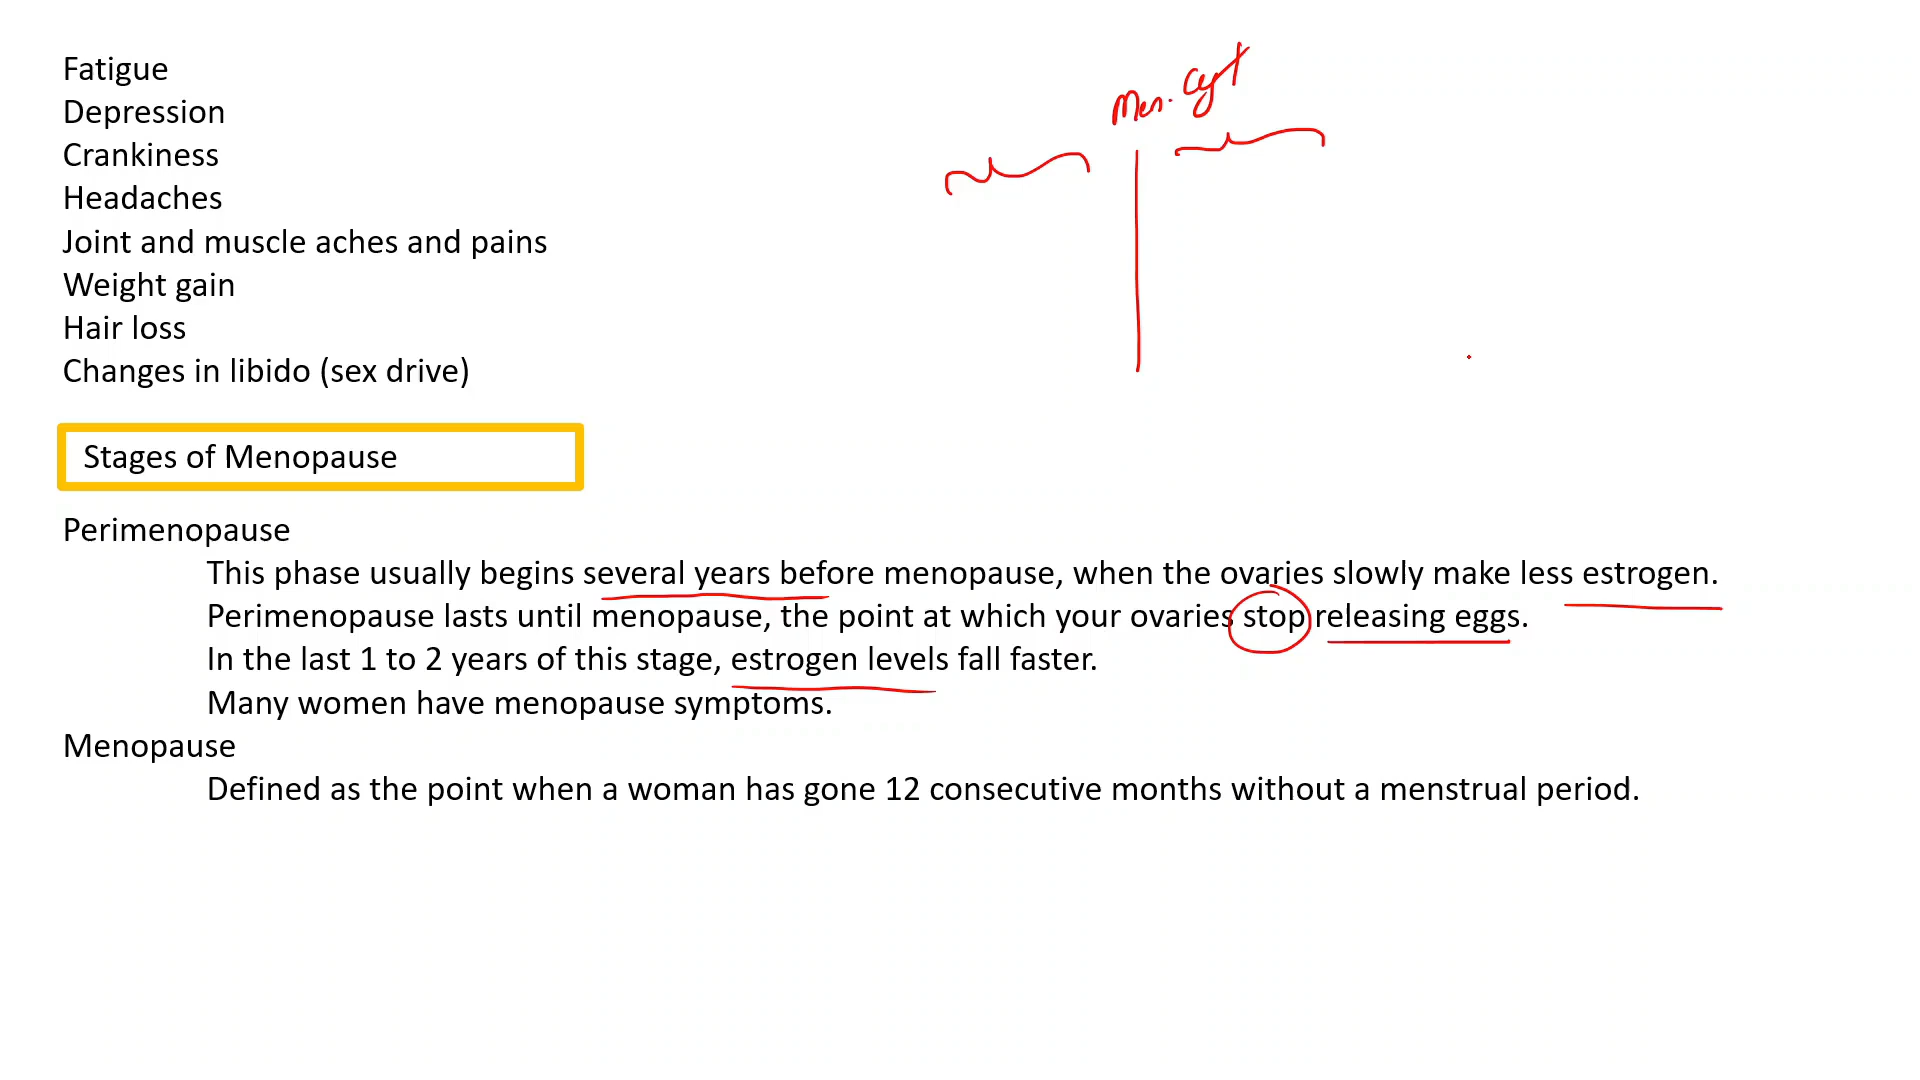 Fatigue
Depression
Crankiness
Headaches
Joint and muscle aches and pains
Weight gain
Hair loss
Changes in libido (sex drive)
Men.
Stages of Menopause
Perimenopause
This phase usually begins several years before menopause, when the ovaries slowly make less estrogen.
Perimenopause lasts until menopause, the point at which your ovaries stop releasing eggs.
In the last 1 to 2 years of this stage, estrogen levels fall faster.
Many women have menopause symptoms.
Menopause
Defined as the point when a woman has gone 12 consecutive months without a menstrual period.